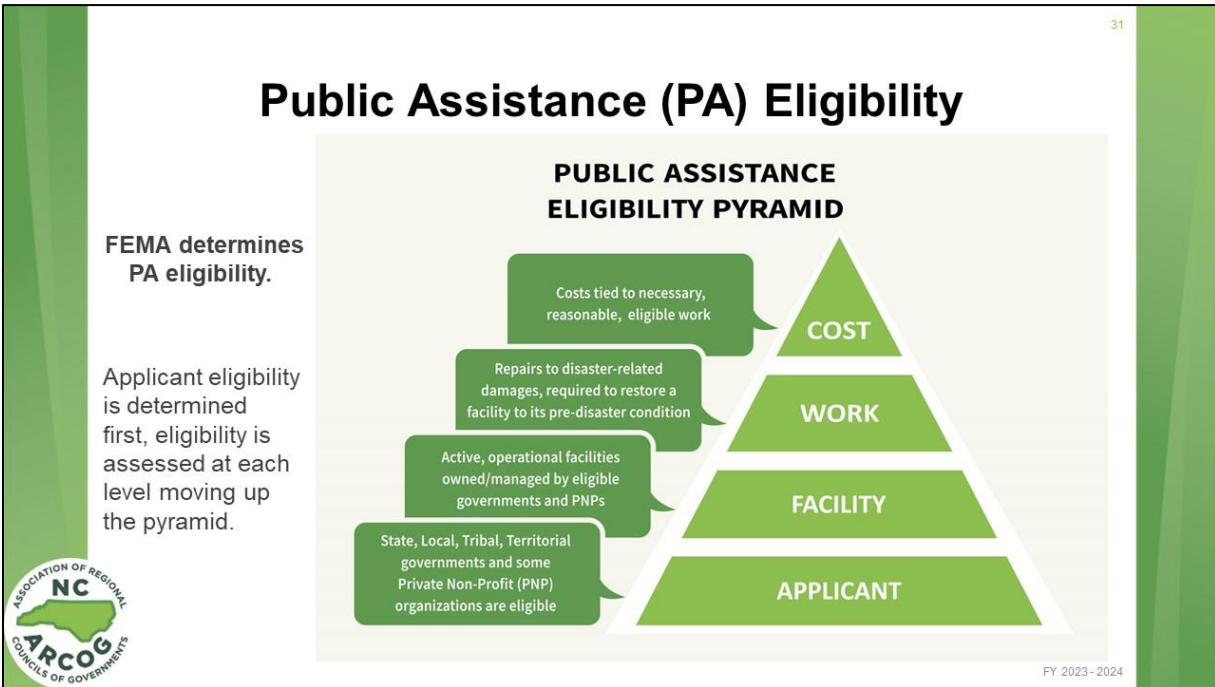 31
Public Assistance (PA) Eligibility
FEMA determines
PA eligibility.
Applicant eligibility
is determined
first, eligibility is
assessed at each
level moving up
the pyramid.
PUBLIC ASSISTANCE
ELIGIBILITY PYRAMID
Costs tied to necessary,
reasonable, eligible work
COST
Repairs to disaster-related
damages, required to restore a
facility to its pre-disaster condition
WORK
Active, operational facilities
owned/managed by eligible
governments and PNPs
FACILITY
State, Local, Tribal, Territorial
governments and some
Private Non-Profit (PNP)
organizations are eligible
APPLICANT
ASSOCIATION OF REGIONAL
NC
ARCOG
COUNCILS OF GOVERNMENTS
FY 2023-2024